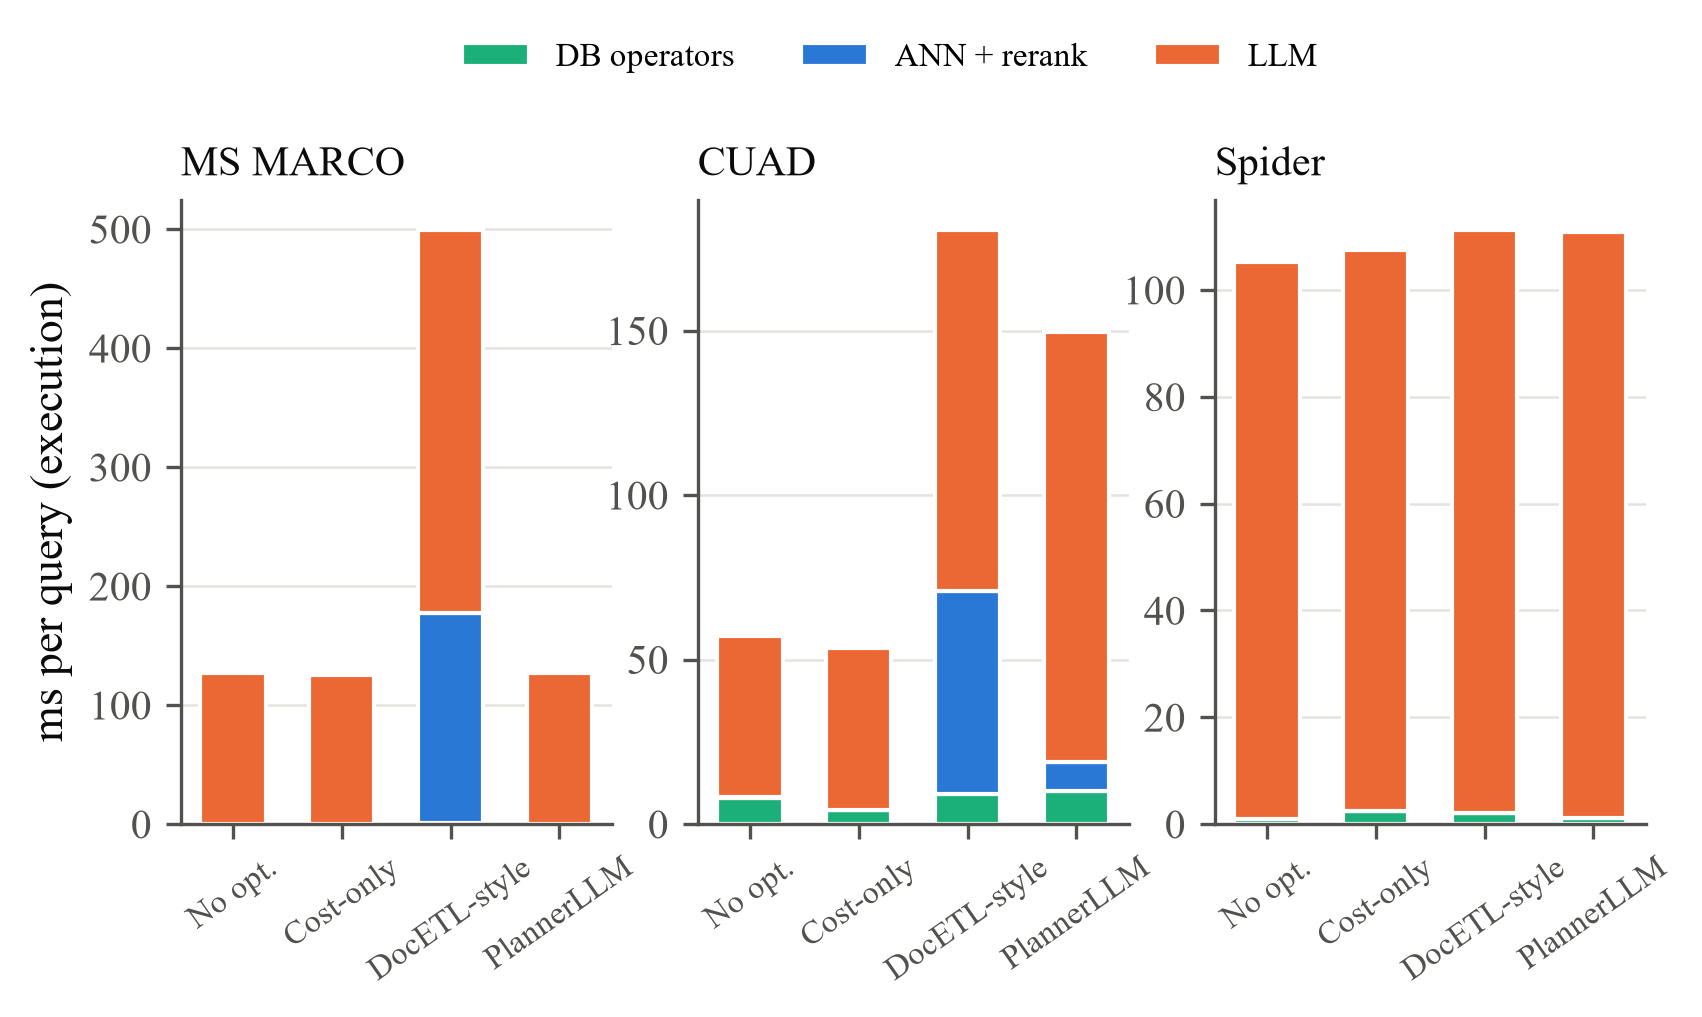 DB operators ANN + rerank LLM
MS MARCO CUAD Spider
ms per query (execution)
500
400
300
200
100
0
150
100
50
0
100
80
60
40
20
0
No opt. Cost-only DocETL-style PlannerLLM
No opt. Cost-only DocETL-style PlannerLLM
No opt. Cost-only DocETL-style PlannerLLM